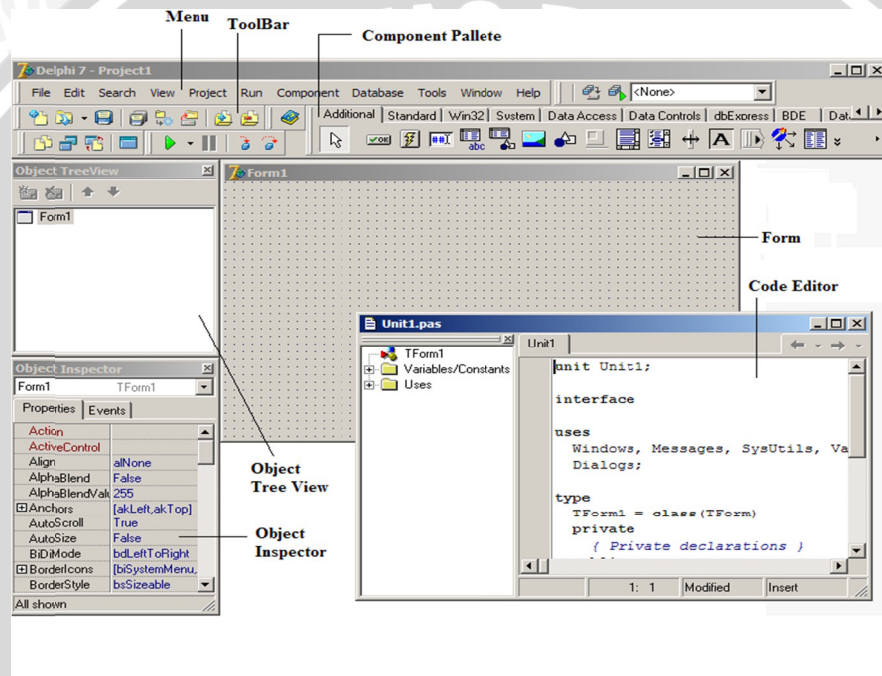 Menu
ToolBar
Component Pallete
Delphi 7 - Project1
File Edit Search View Project Run Component Database Tools Window Help
<None>
Additional Standard Win32 System Data Access Data Controls dbExpress BDE
Object TreeView
Form1
Form1
Form
Code Editor
Unit1.pas
TForm1
Variables/Constants
Uses
Unit1
unit Unit1;
interface
uses
Windows, Messages, SysUtils, Va
Dialogs;
type
TForm1 = class(TForm)
private
{ Private declarations }
1: 1 Modified Insert
Object Inspector
Form1 TForm1
Properties Events
Action
ActiveControl
Align alNone
AlphaBlend False
AlphaBlendValu 255
Anchors [akLeft,akTop]
AutoScroll True
AutoSize False
BiDiMode bdLeftToRight
BorderIcons [biSystemMenu,
BorderStyle bsSizeable
All shown
Object
Tree View
Object
Inspector